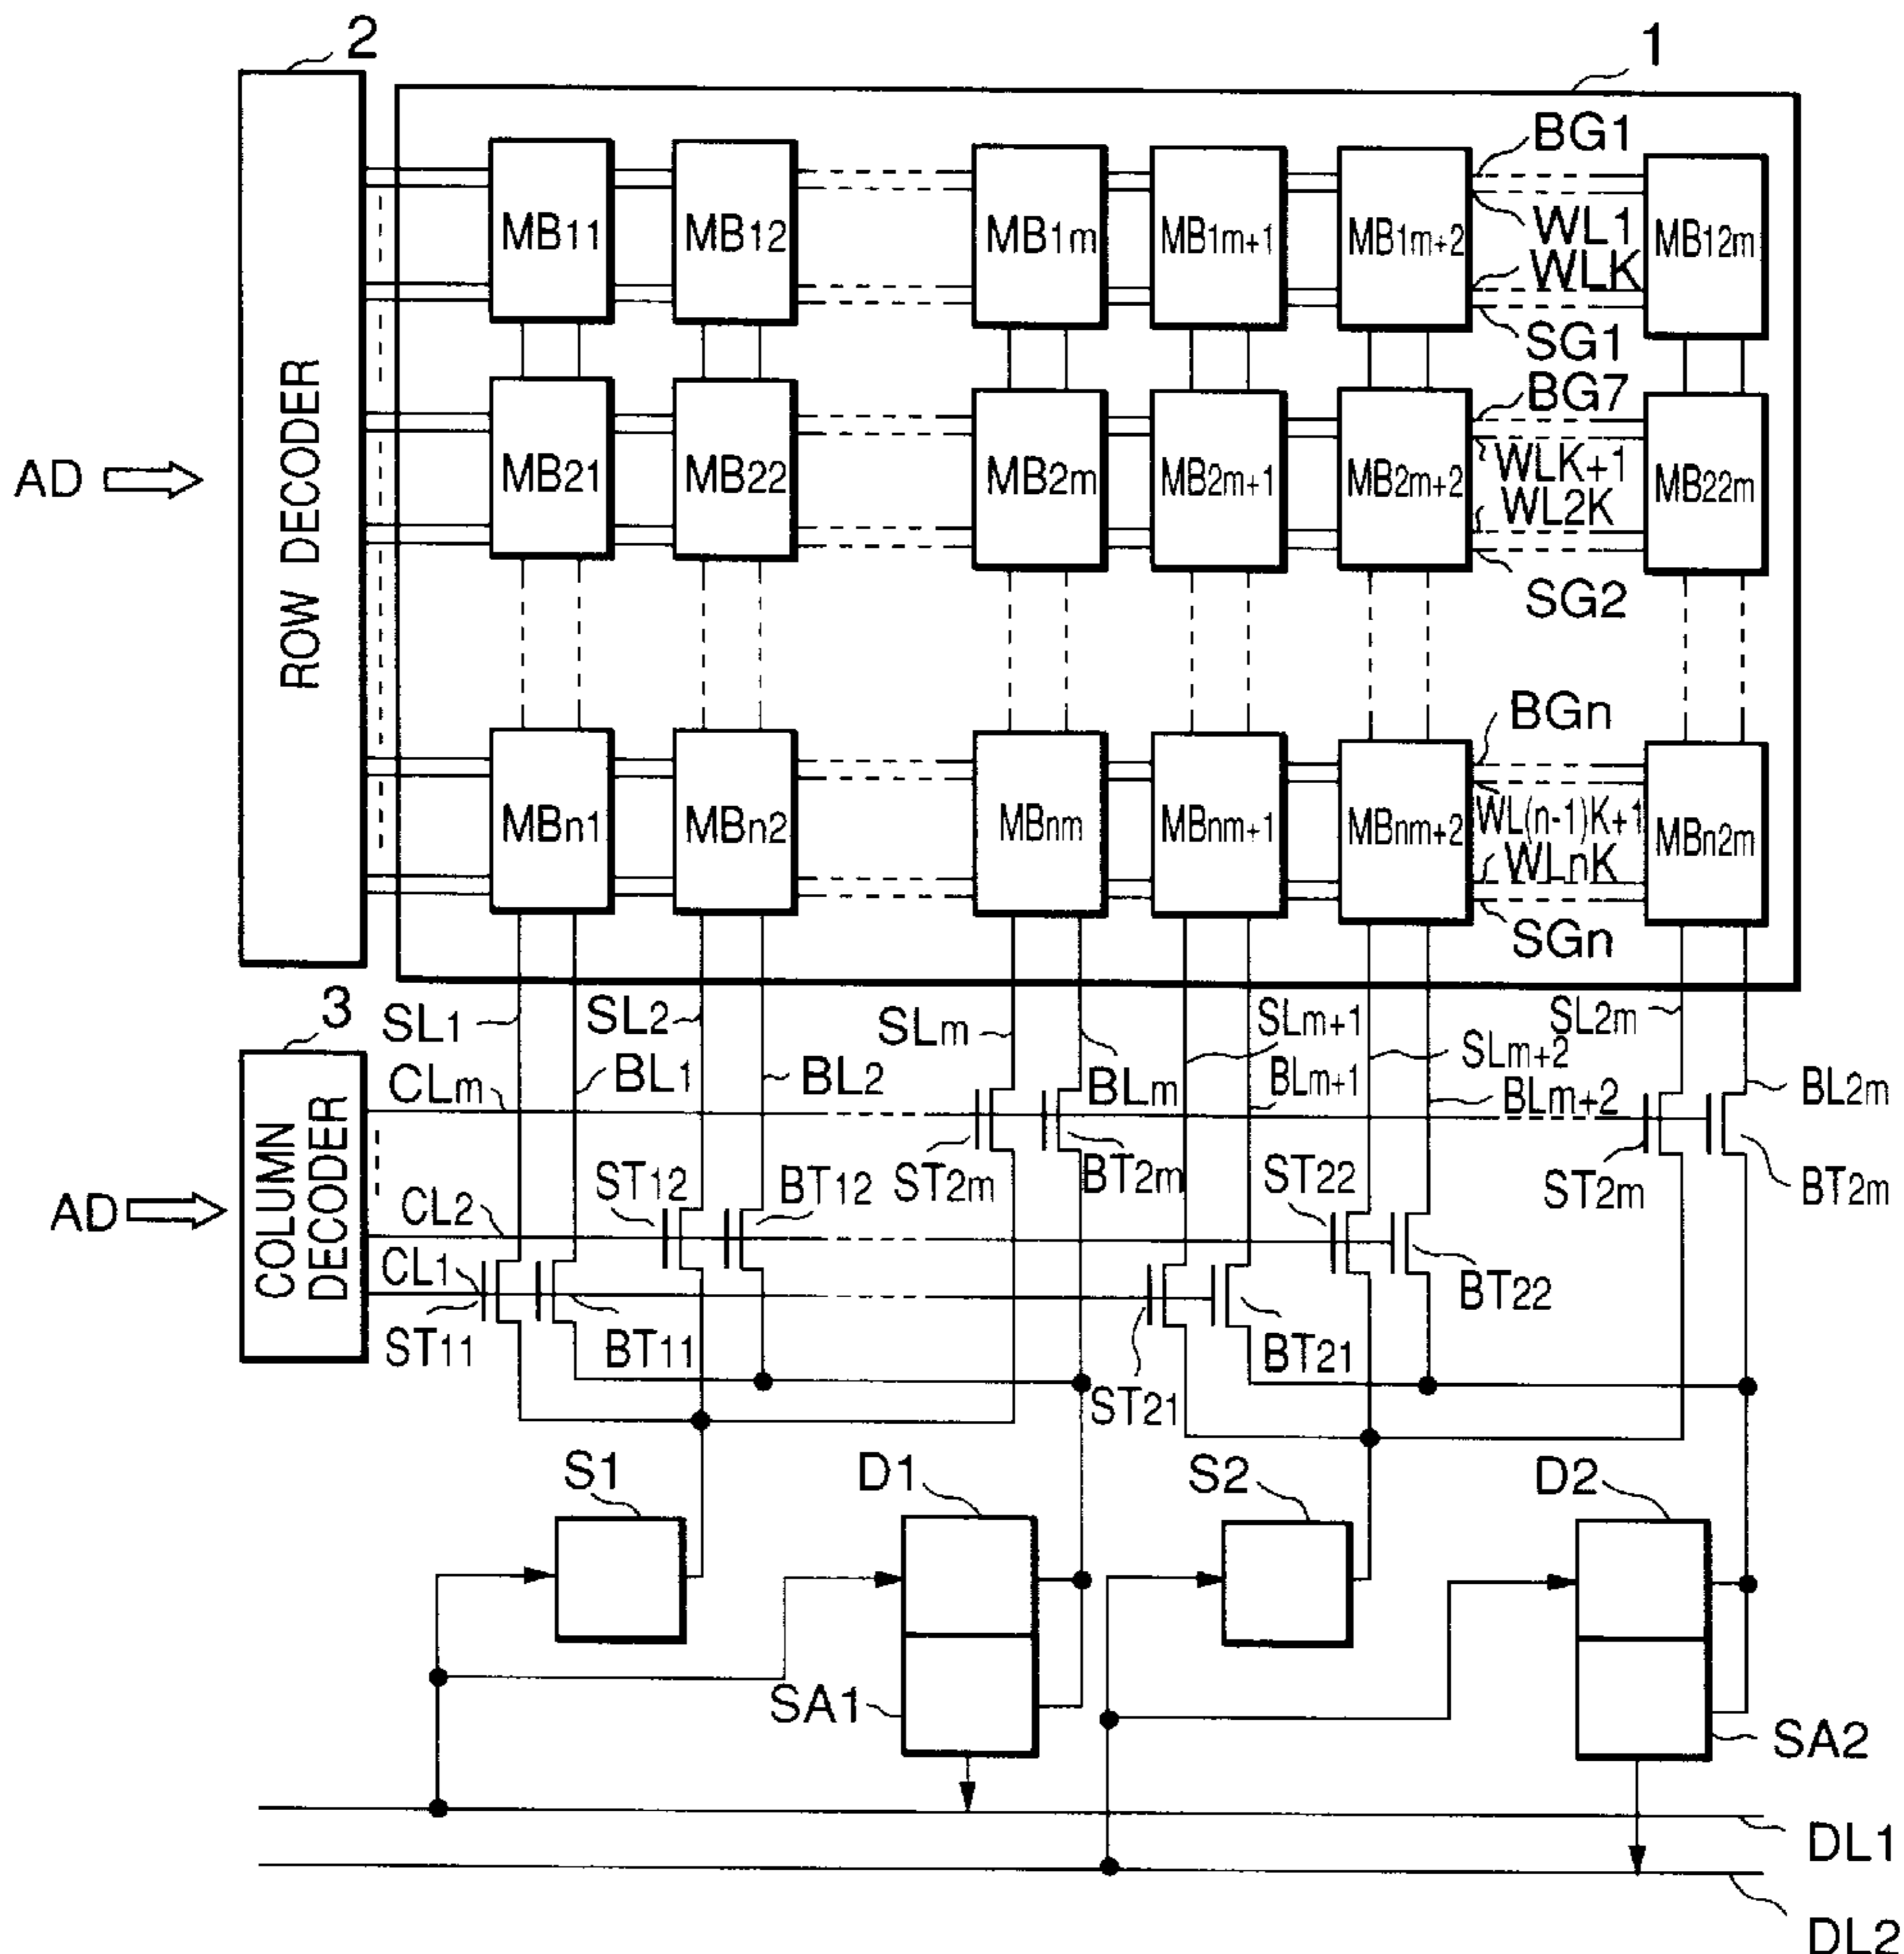 2
1
ROW DECODER
AD
MB11
MB12
MB1m
MB1m+1
MB1m+2
MB12m
BG1
WL1
WLK
SG1
MB21
MB22
MB2m
MB2m+1
MB2m+2
MB22m
BG7
WLK+1
WL2K
SG2
MBn1
MBn2
MBnm
MBnm+1
MBnm+2
MBn2m
BGn
WL(n-1)K+1
WLnK
SGn
3
COLUMN DECODER
AD
SL1
SL2
SLm
SLm+1
SLm+2
SL2m
BL1
BL2
BLm
BLm+1
BLm+2
BL2m
CLm
CL2
CL1
ST12
BT12
ST2m
BT2m
ST22
ST2m
BT2m
ST11
BT11
ST21
BT21
BT22
S1
D1
S2
D2
SA1
SA2
DL1
DL2